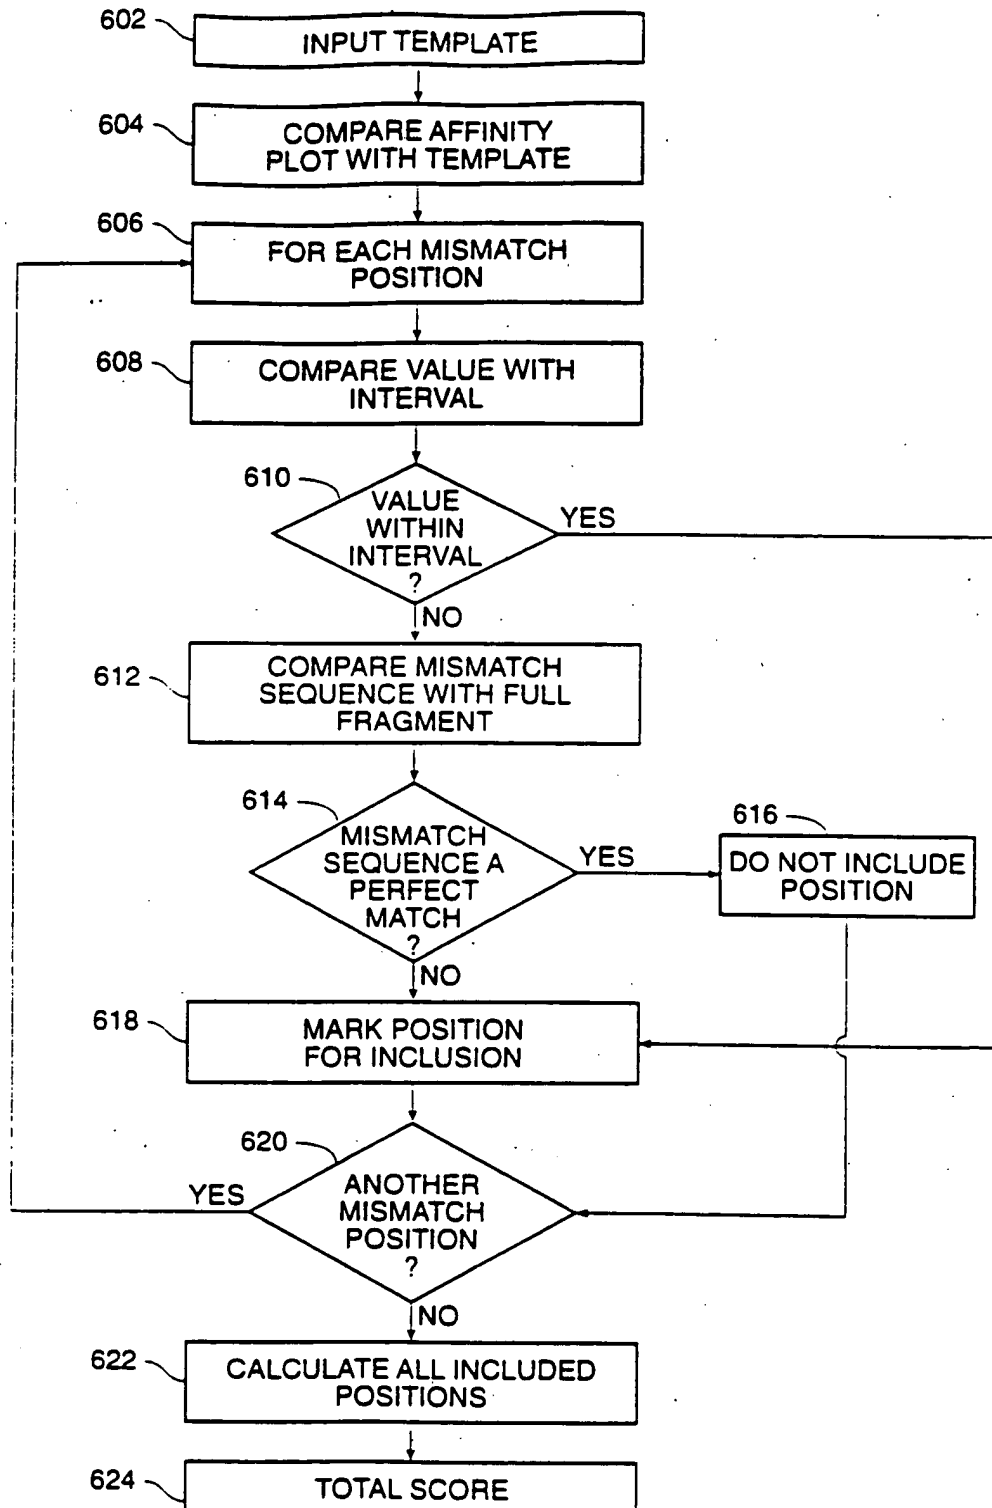 602
INPUT TEMPLATE
604
COMPARE AFFINITY
PLOT WITH TEMPLATE
606
FOR EACH MISMATCH
POSITION
608
COMPARE VALUE WITH
INTERVAL
610
VALUE
WITHIN
INTERVAL
?
YES
NO
612
COMPARE MISMATCH
SEQUENCE WITH FULL
FRAGMENT
614
MISMATCH
SEQUENCE A
PERFECT
MATCH
?
YES
616
DO NOT INCLUDE
POSITION
NO
618
MARK POSITION
FOR INCLUSION
620
ANOTHER
MISMATCH
POSITION
?
YES
NO
622
CALCULATE ALL INCLUDED
POSITIONS
624
TOTAL SCORE